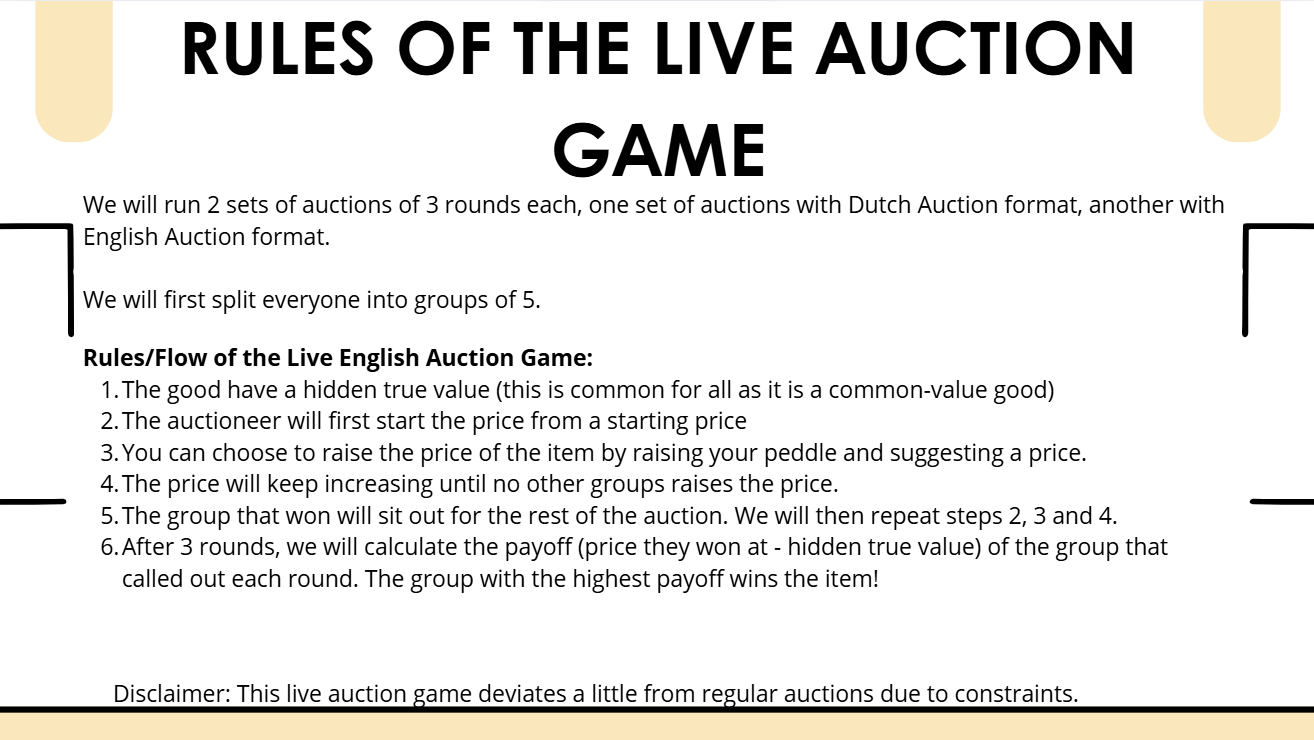 RULES OF THE LIVE AUCTION
GAME
We will run 2 sets of auctions of 3 rounds each, one set of auctions with Dutch Auction format, another with
English Auction format.
We will first split everyone into groups of 5.
Rules/Flow of the Live English Auction Game:
1. The good have a hidden true value (this is common for all as it is a common-value good)
2. The auctioneer will first start the price from a starting price
3. You can choose to raise the price of the item by raising your peddle and suggesting a price.
4. The price will keep increasing until no other groups raises the price.
5. The group that won will sit out for the rest of the auction. We will then repeat steps 2, 3 and 4.
6. After 3 rounds, we will calculate the payoff (price they won at - hidden true value) of the group that
called out each round. The group with the highest payoff wins the item!
Disclaimer: This live auction game deviates a little from regular auctions due to constraints.